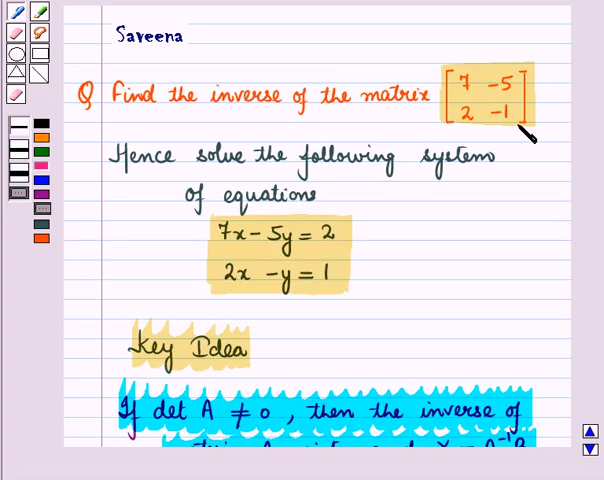 Saveena
Q Find the inverse of the matrix [7 -5
2 -1]
Hence solve the following system
of equations
7x - 5y = 2
2x - y = 1
Key Idea
If det A ≠ 0, then the inverse of